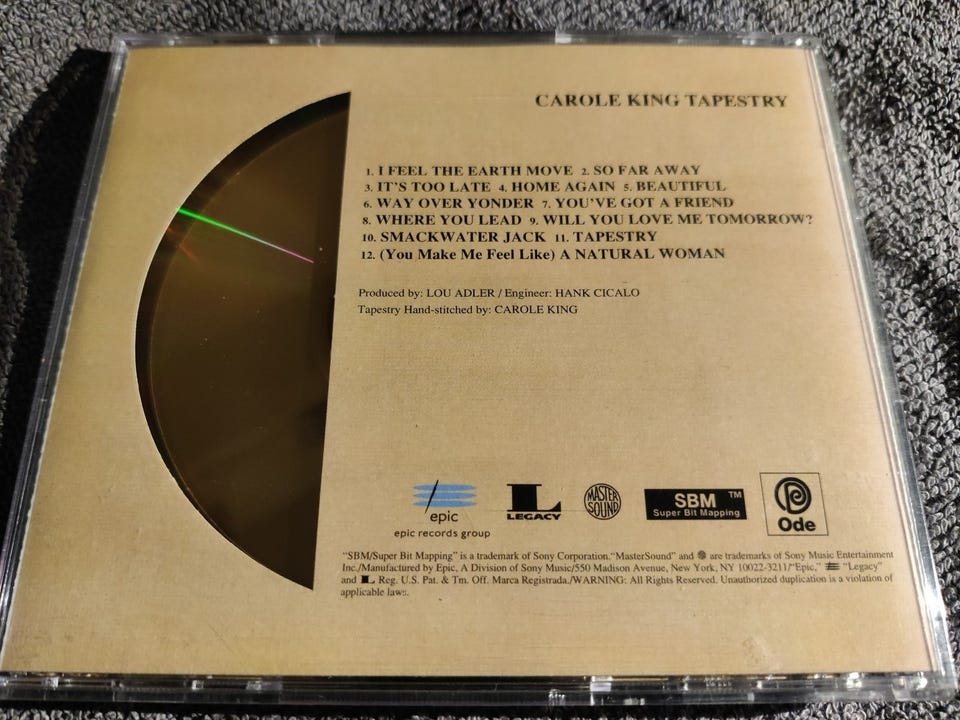 CAROLE KING TAPESTRY
1. I FEEL THE EARTH MOVE 2. SO FAR AWAY
3. IT'S TOO LATE 4. HOME AGAIN 5. BEAUTIFUL
6. WAY OVER YONDER 7. YOU'VE GOT A FRIEND
8. WHERE YOU LEAD 9. WILL YOU LOVE ME TOMORROW?
10. SMACKWATER JACK 11. TAPESTRY
12. (You Make Me Feel Like) A NATURAL WOMAN
Produced by: LOU ADLER / Engineer: HANK CICALO
Tapestry Hand-stitched by: CAROLE KING
epic
epic records group
L
LEGACY
MASTER
SOUND
SBM™
Super Bit Mapping
Ode
"SBM/Super Bit Mapping" is a trademark of Sony Corporation."MasterSound" and are trademarks of Sony Music Entertainment
Inc./Manufactured by Epic, A Division of Sony Music/550 Madison Avenue, New York, NY 10022-3211/"Epic," "Legacy"
and L Reg. U.S. Pat. & Tm. Off. Marca Registrada./WARNING: All Rights Reserved. Unauthorized duplication is a violation of
applicable laws.